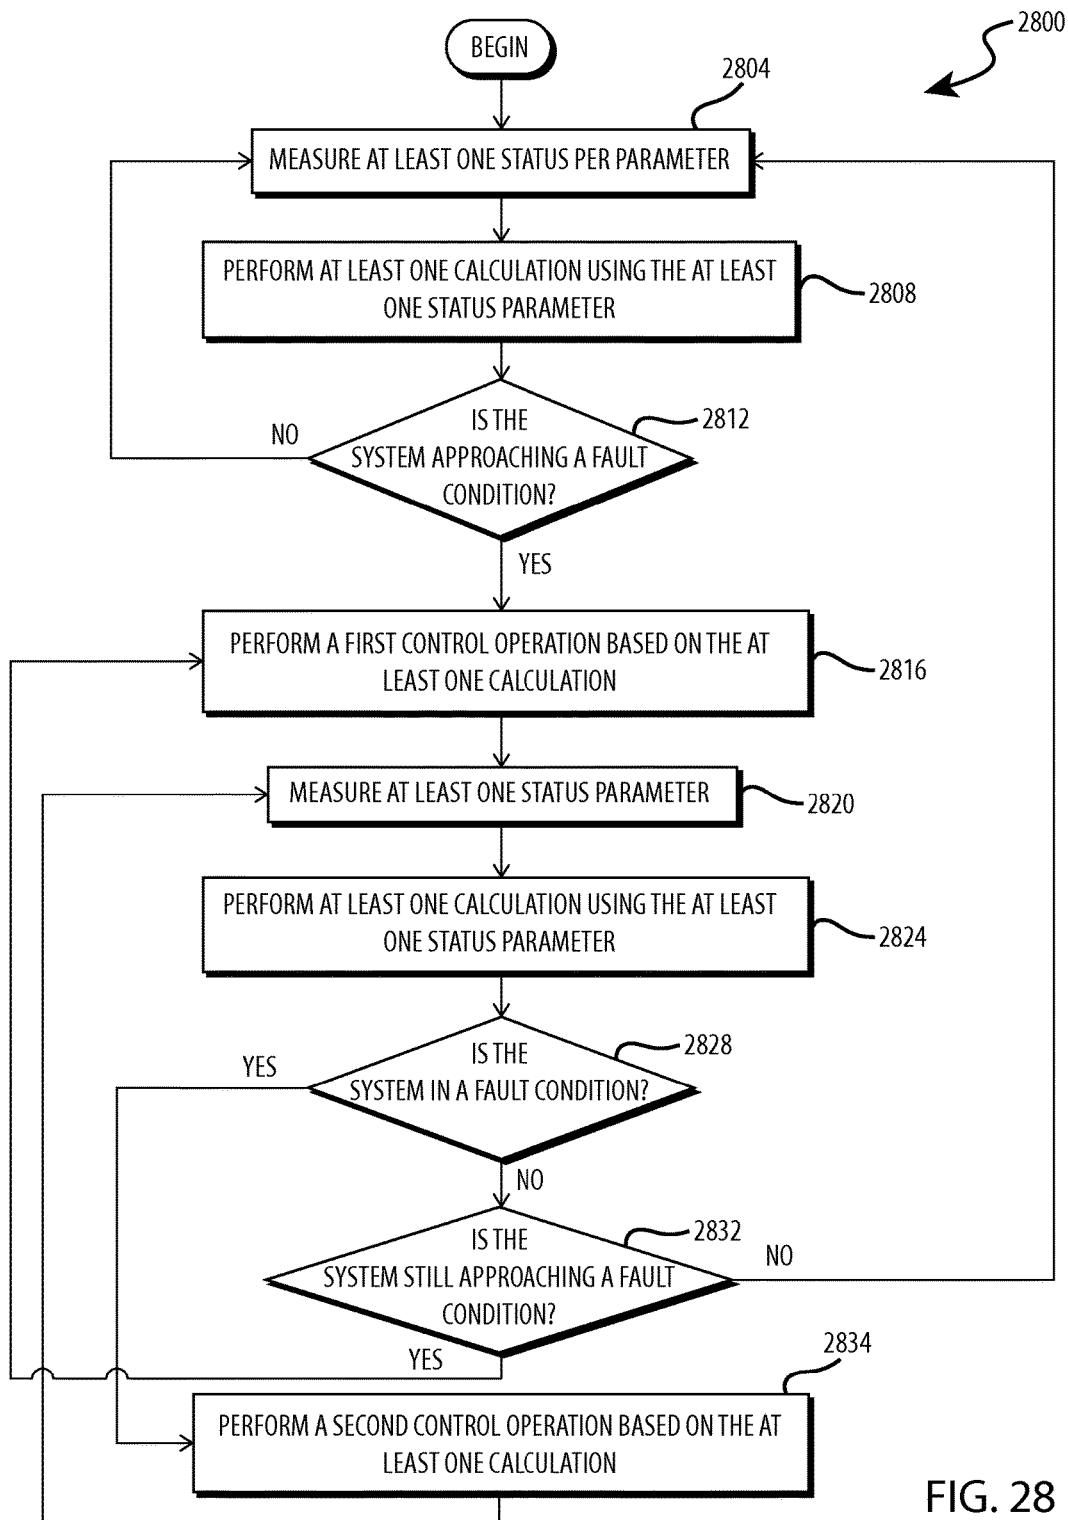 BEGIN
2800
2804
MEASURE AT LEAST ONE STATUS PER PARAMETER
PERFORM AT LEAST ONE CALCULATION USING THE AT LEAST
ONE STATUS PARAMETER
2808
IS THE
SYSTEM APPROACHING A FAULT
CONDITION?
2812
NO
YES
PERFORM A FIRST CONTROL OPERATION BASED ON THE AT
LEAST ONE CALCULATION
2816
MEASURE AT LEAST ONE STATUS PARAMETER
2820
PERFORM AT LEAST ONE CALCULATION USING THE AT LEAST
ONE STATUS PARAMETER
2824
IS THE
SYSTEM IN A FAULT CONDITION?
2828
YES
NO
IS THE
SYSTEM STILL APPROACHING A FAULT
CONDITION?
2832
NO
YES
2834
PERFORM A SECOND CONTROL OPERATION BASED ON THE AT
LEAST ONE CALCULATION
FIG. 28